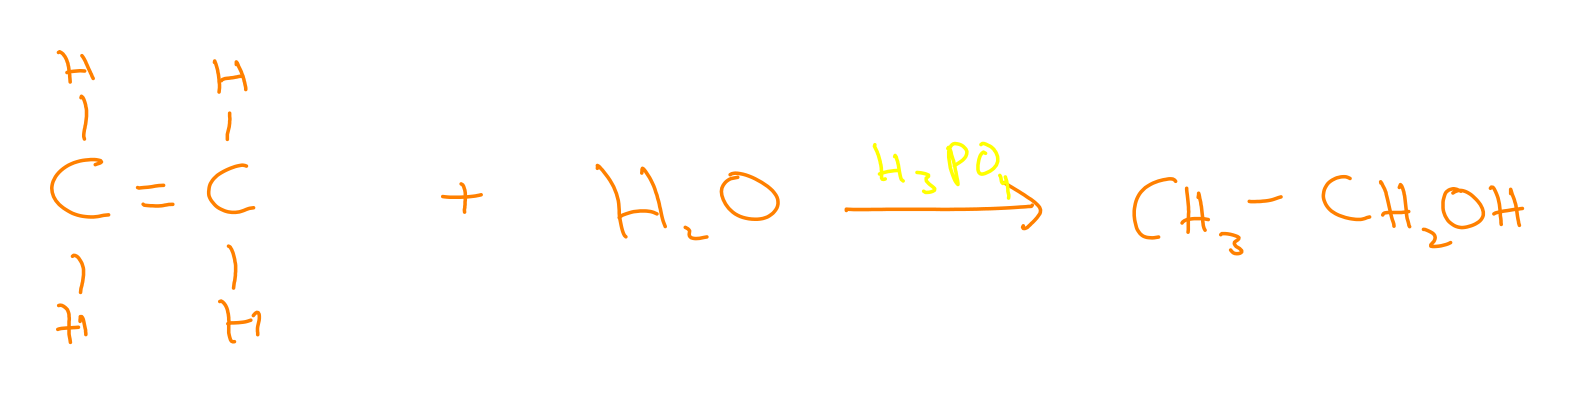 H H
C = C + H₂O H₃PO₄ → CH₃ – CH₂OH
H H